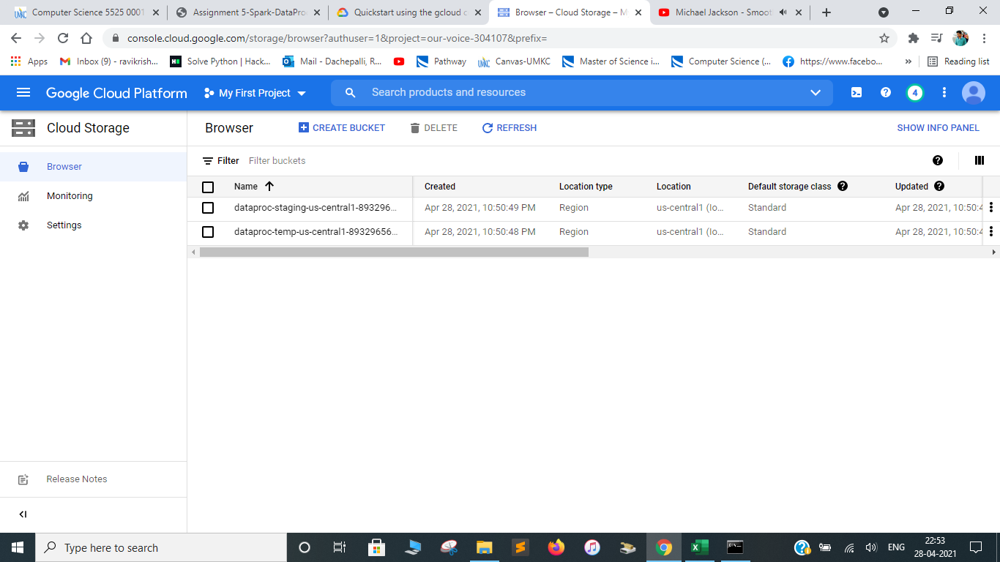 Computer Science 5525 0001
Assignment 5-Spark-DataPro
Quickstart using the gcloud c
Browser – Cloud Storage – M
Michael Jackson - Smoot
console.cloud.google.com/storage/browser?authuser=1&project=our-voice-304107&prefix=
Apps
Inbox (9) - ravikrish...
Solve Python | Hack...
Mail - Dachepalli, R...
Pathway
Canvas-UMKC
Master of Science i...
Computer Science (...
https://www.facebo...
»
Reading list
Google Cloud Platform
My First Project
Search products and resources
4
Cloud Storage
Browser
CREATE BUCKET
DELETE
REFRESH
SHOW INFO PANEL
Browser
Monitoring
Settings
Filter Filter buckets
Name Created Location type Location Default storage class Updated
dataproc-staging-us-central1-893296... Apr 28, 2021, 10:50:49 PM Region us-central1 (Io... Standard Apr 28, 2021, 10:50:4
dataproc-temp-us-central1-89329656... Apr 28, 2021, 10:50:48 PM Region us-central1 (Io... Standard Apr 28, 2021, 10:50:4
Release Notes
Type here to search
ENG
22:53
28-04-2021